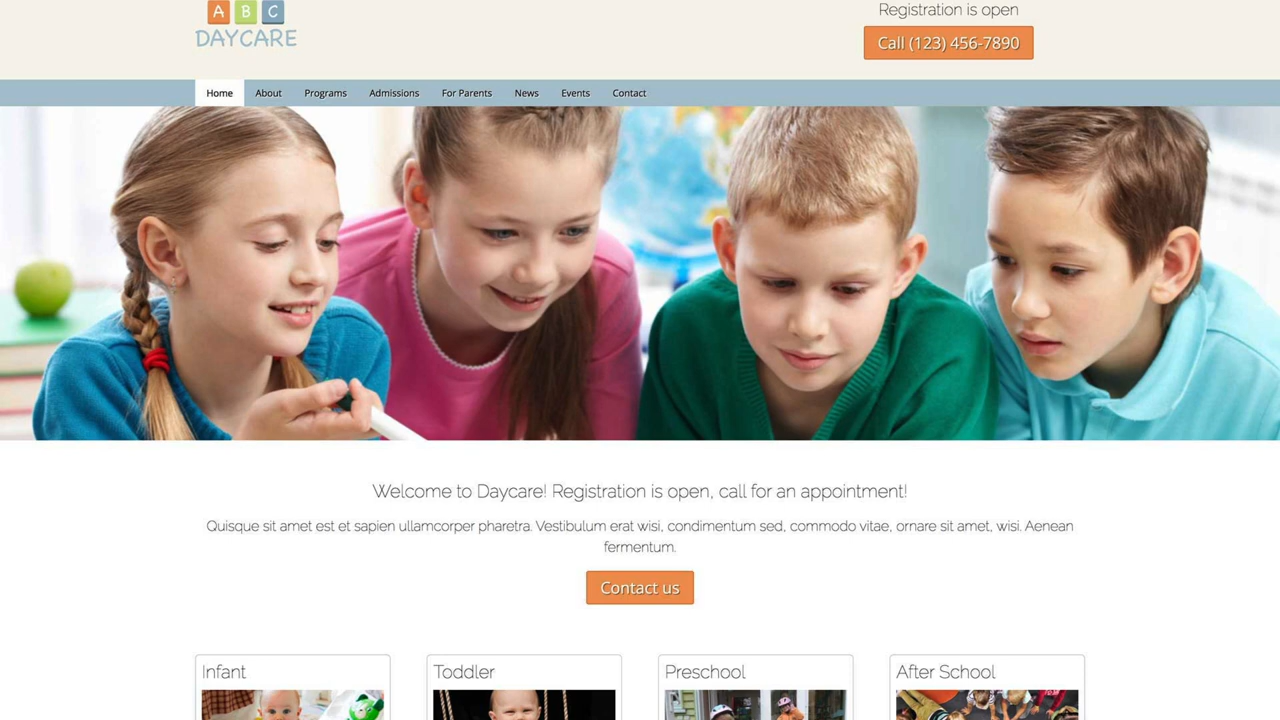 A B C
DAYCARE
Registration is open
Call (123) 456-7890
Home About Programs Admissions For Parents News Events Contact
Welcome to Daycare! Registration is open, call for an appointment!
Quisque sit amet est et sapien ullamcorper pharetra. Vestibulum erat wisi, condimentum sed, commodo vitae, ornare sit amet, wisi. Aenean
fermentum.
Contact us
Infant Toddler Preschool After School